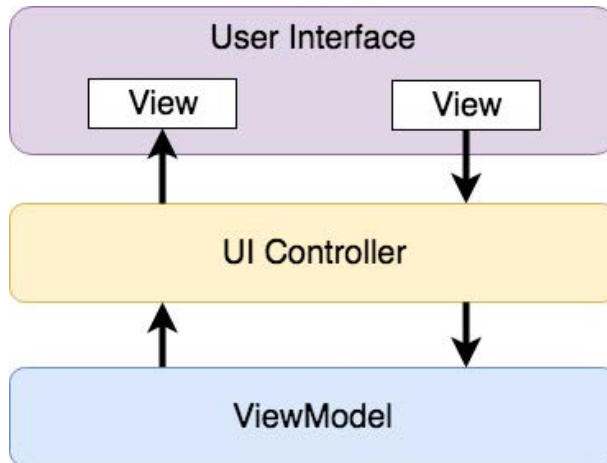 User Interface
View
View
UI Controller
ViewModel